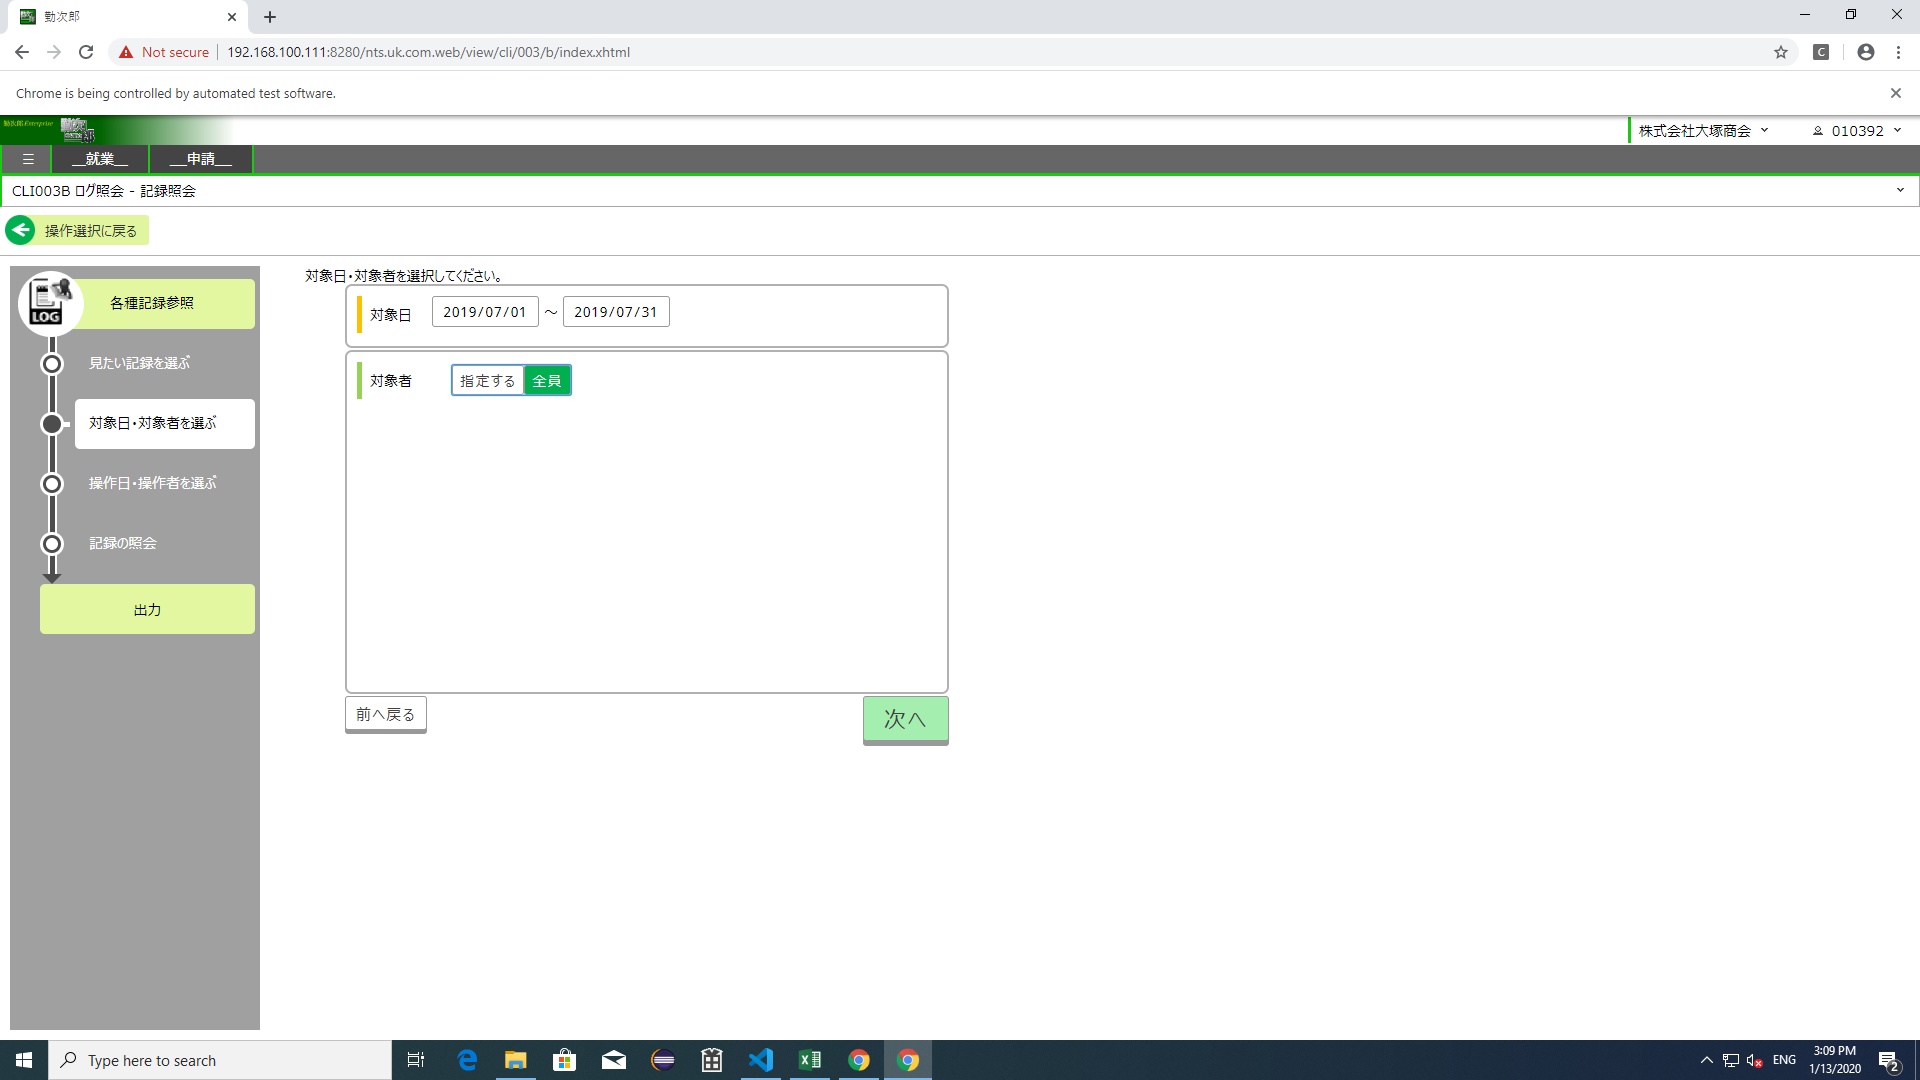 勤次郎
Not secure
192.168.100.111:8280/nts.uk.com.web/view/cli/003/b/index.xhtml
C
Chrome is being controlled by automated test software.
勤次郎 Enterprise
株式会社大塚商会
010392
__就業__
__申請__
CLI003B ログ照会 - 記録照会
操作選択に戻る
LOG
各種記録参照
見たい記録を選ぶ
対象日・対象者を選ぶ
操作日・操作者を選ぶ
記録の照会
出力
対象日・対象者を選択してください。
対象日
2019/07/01
～
2019/07/31
対象者
指定する
全員
前へ戻る
次へ
Type here to search
ENG
3:09 PM
1/13/2020
2